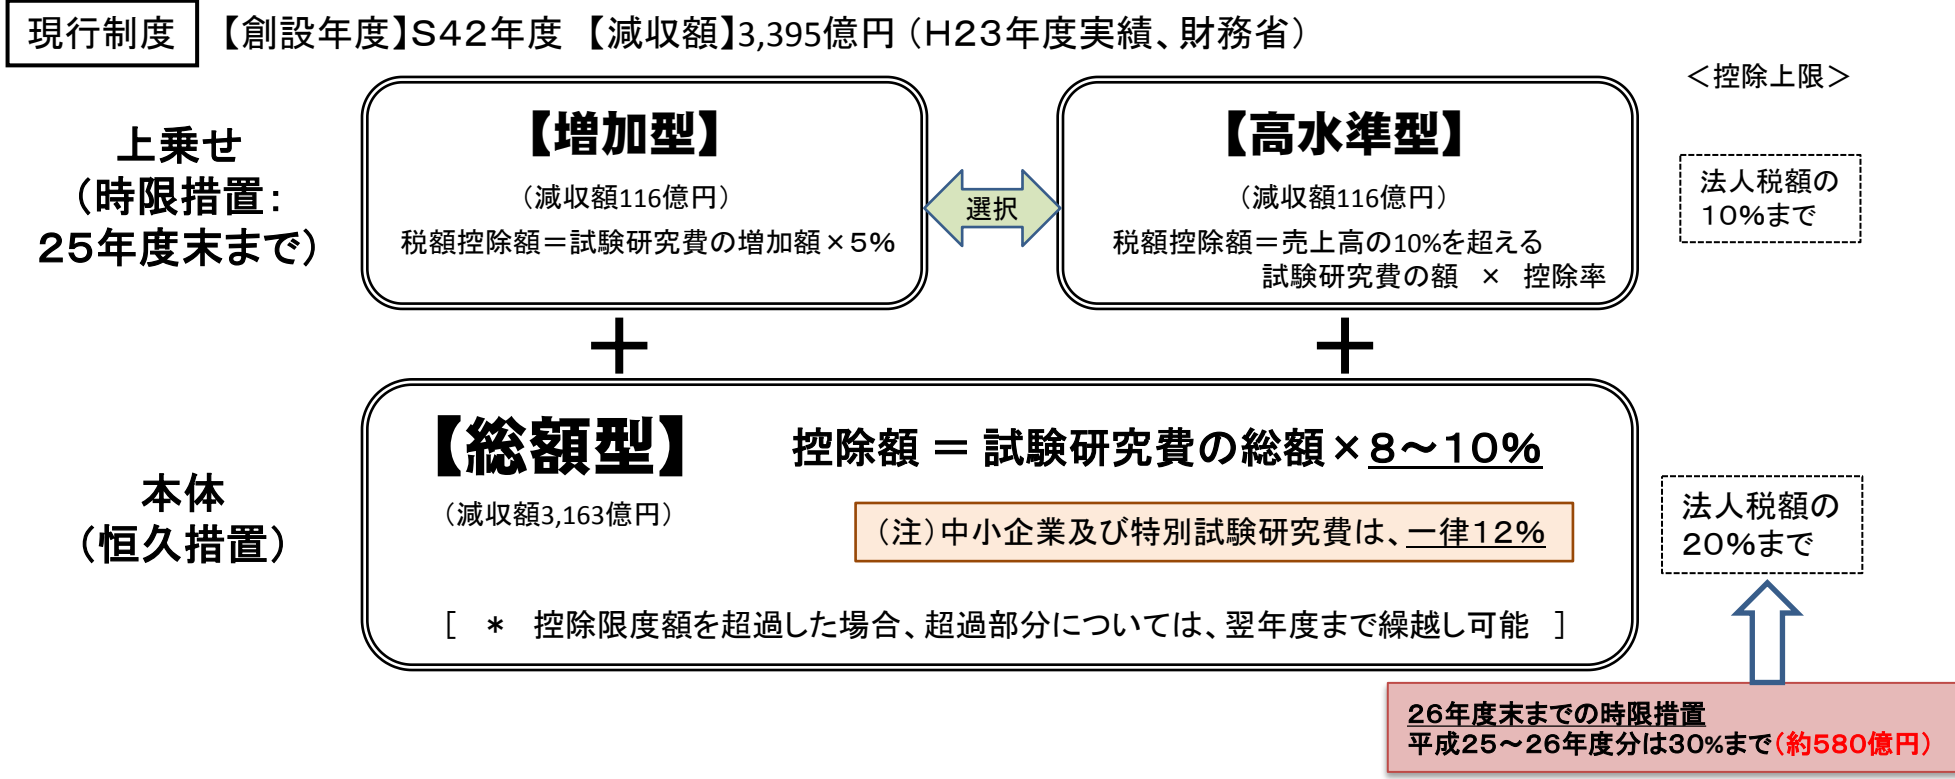 現行制度 【創設年度】S42年度 【減収額】3,395億円（H23年度実績、財務省）
＜控除上限＞
上乗せ
（時限措置：
25年度末まで）
【増加型】
（減収額116億円）
税額控除額＝試験研究費の増加額×5%
選択
【高水準型】
（減収額116億円）
税額控除額＝売上高の10%を超える
試験研究費の額 × 控除率
法人税額の
10%まで
＋ ＋
本体
（恒久措置）
【総額型】 控除額 ＝ 試験研究費の総額×8～10%
（減収額3,163億円）
（注）中小企業及び特別試験研究費は、一律12%
［ ＊ 控除限度額を超過した場合、超過部分については、翌年度まで繰越し可能 ］
法人税額の
20%まで
26年度末までの時限措置
平成25～26年度分は30%まで（約580億円）